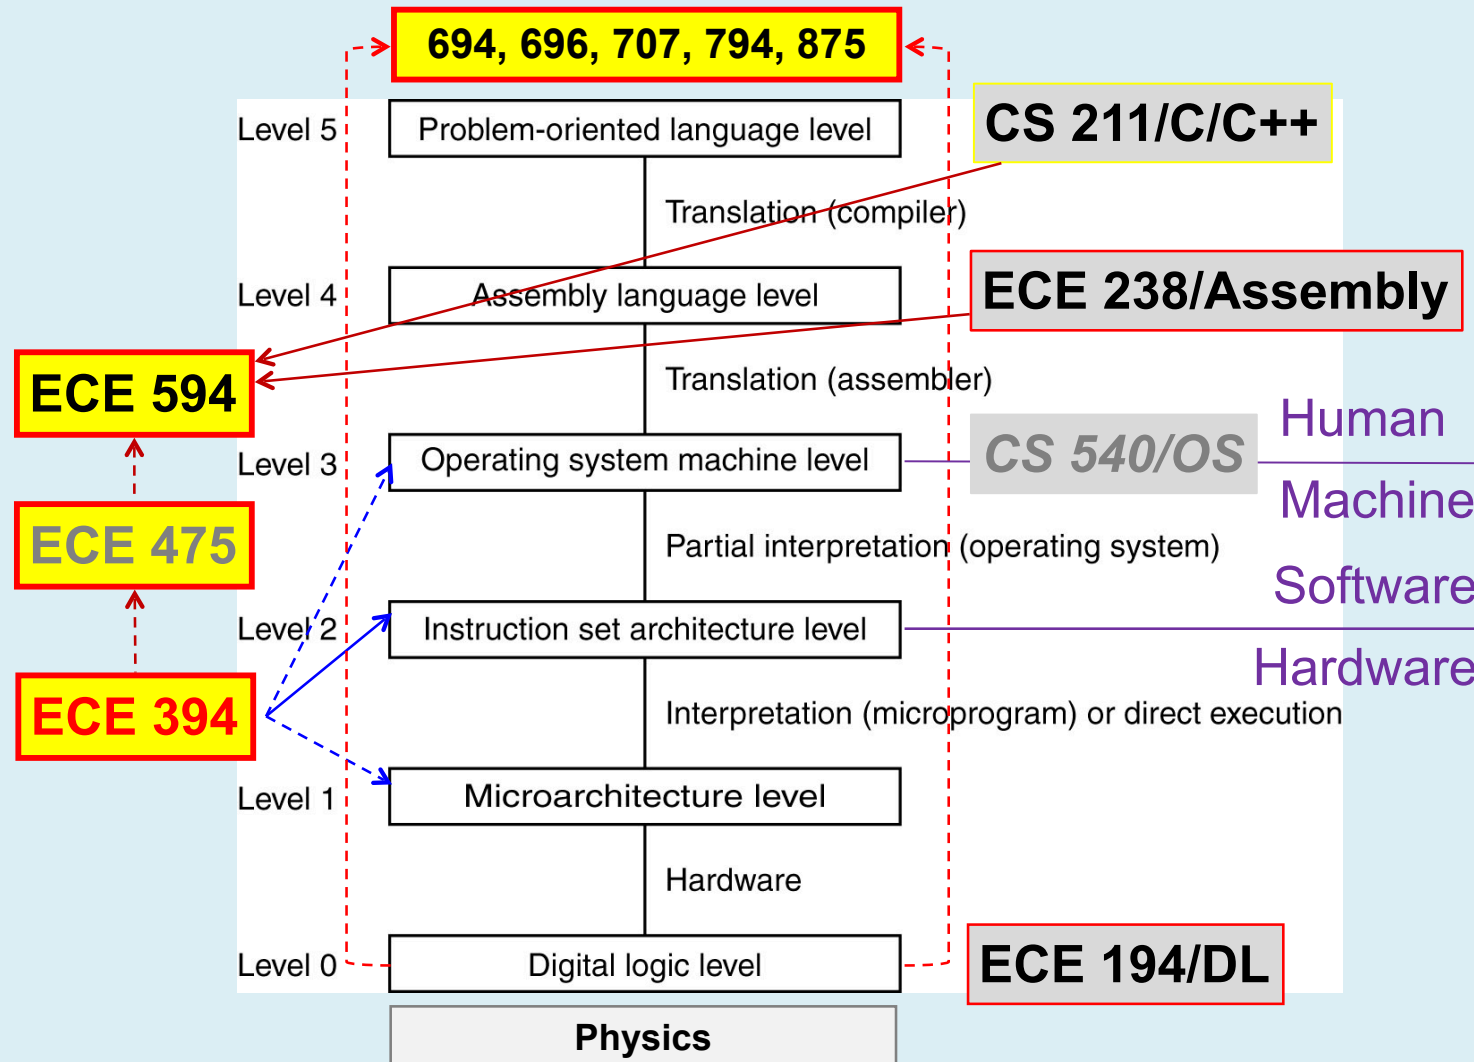 694, 696, 707, 794, 875
Level 5
Problem-oriented language level
CS 211/C/C++
Translation (compiler)
Level 4
Assembly language level
ECE 238/Assembly
ECE 594
Translation (assembler)
Level 3
Operating system machine level
CS 540/OS
Human
Machine
ECE 475
Partial interpretation (operating system)
Software
Level 2
Instruction set architecture level
Hardware
ECE 394
Interpretation (microprogram) or direct execution
Level 1
Microarchitecture level
Hardware
Level 0
Digital logic level
ECE 194/DL
Physics